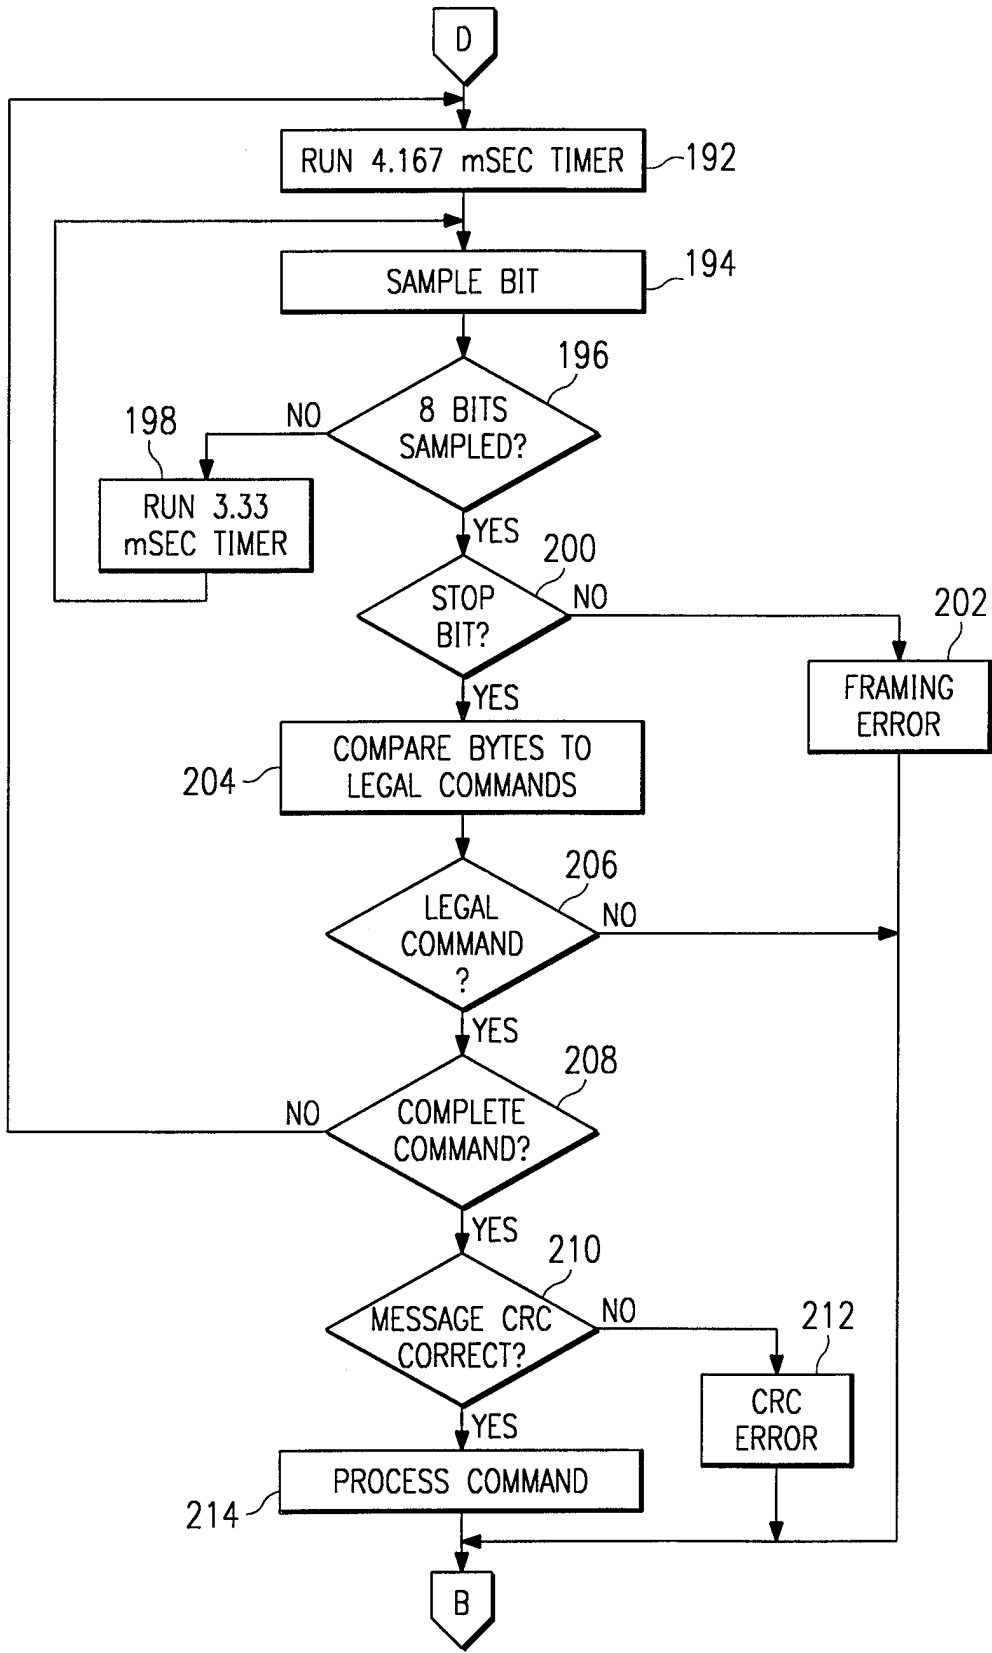 D
RUN 4.167 mSEC TIMER
192
SAMPLE BIT
194
196
8 BITS
SAMPLED?
NO
198
RUN 3.33
mSEC TIMER
YES
200
STOP
BIT?
NO
202
FRAMING
ERROR
YES
COMPARE BYTES TO
LEGAL COMMANDS
204
206
LEGAL
COMMAND
?
NO
YES
208
COMPLETE
COMMAND?
NO
YES
210
MESSAGE CRC
CORRECT?
NO
212
CRC
ERROR
YES
PROCESS COMMAND
214
B